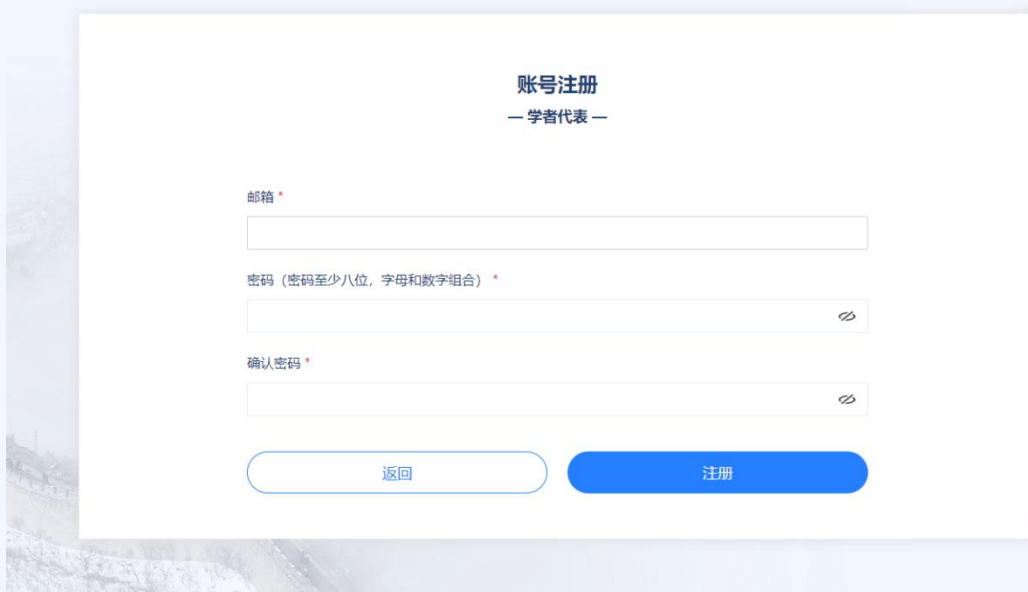 账号注册
— 学者代表 —
邮箱 *
密码（密码至少八位，字母和数字组合） *
确认密码 *
返回
注册